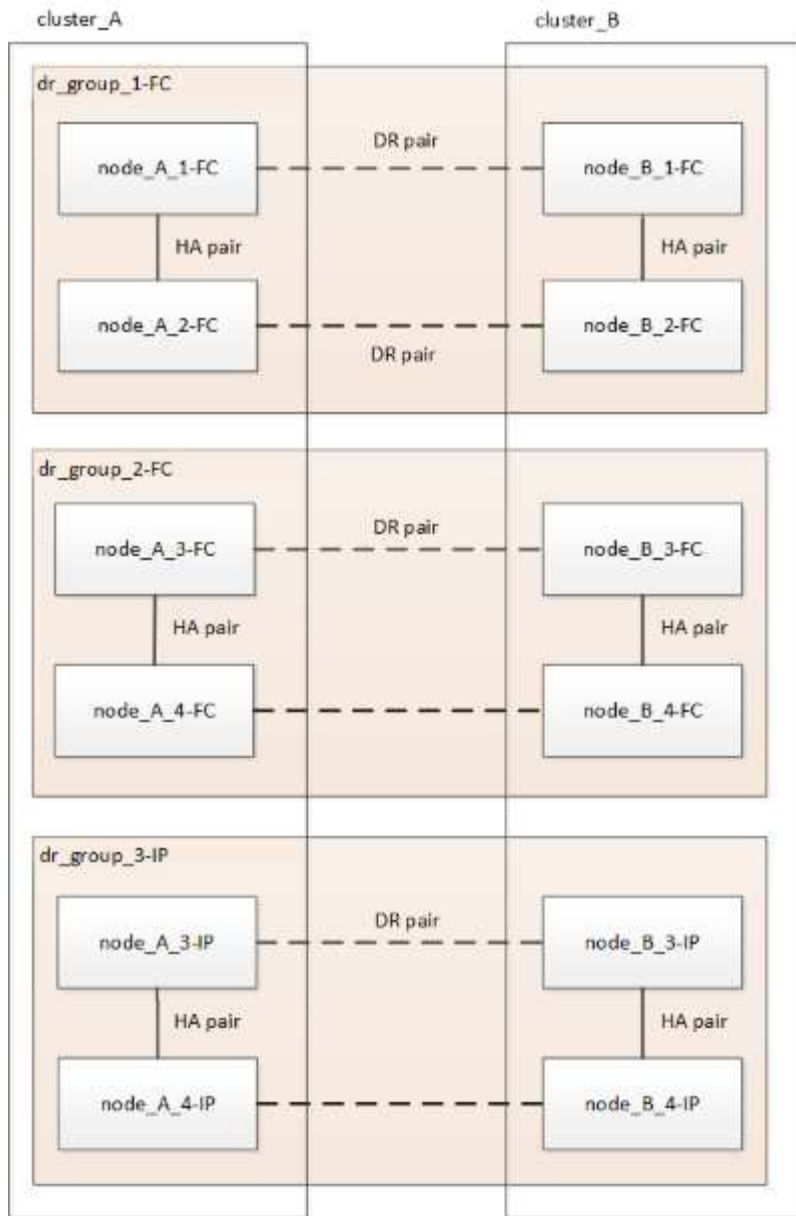 cluster_A
cluster_B
dr_group_1-FC
DR pair
node_A_1-FC
node_B_1-FC
HA pair
HA pair
node_A_2-FC
node_B_2-FC
DR pair
dr_group_2-FC
DR pair
node_A_3-FC
node_B_3-FC
HA pair
HA pair
node_A_4-FC
node_B_4-FC
dr_group_3-IP
DR pair
node_A_3-IP
node_B_3-IP
HA pair
HA pair
node_A_4-IP
node_B_4-IP